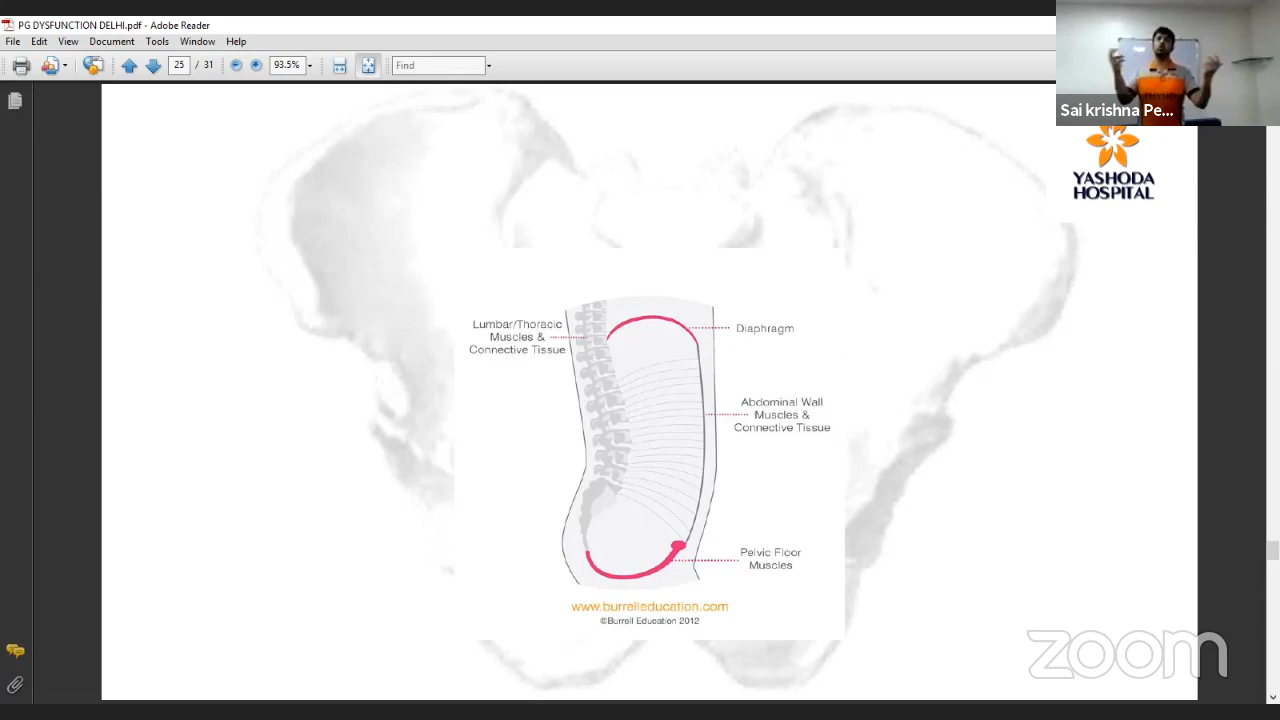 PG DYSFUNCTION DELHI.pdf - Adobe Reader
File Edit View Document Tools Window Help
25 / 31 93.5% Find
Sai krishna Pe...
YASHODA
HOSPITAL
Lumbar/Thoracic
Muscles &
Connective Tissue
Diaphragm
Abdominal Wall
Muscles &
Connective Tissue
Pelvic Floor
Muscles
www.burrelleducation.com
©Burrell Education 2012
zoom